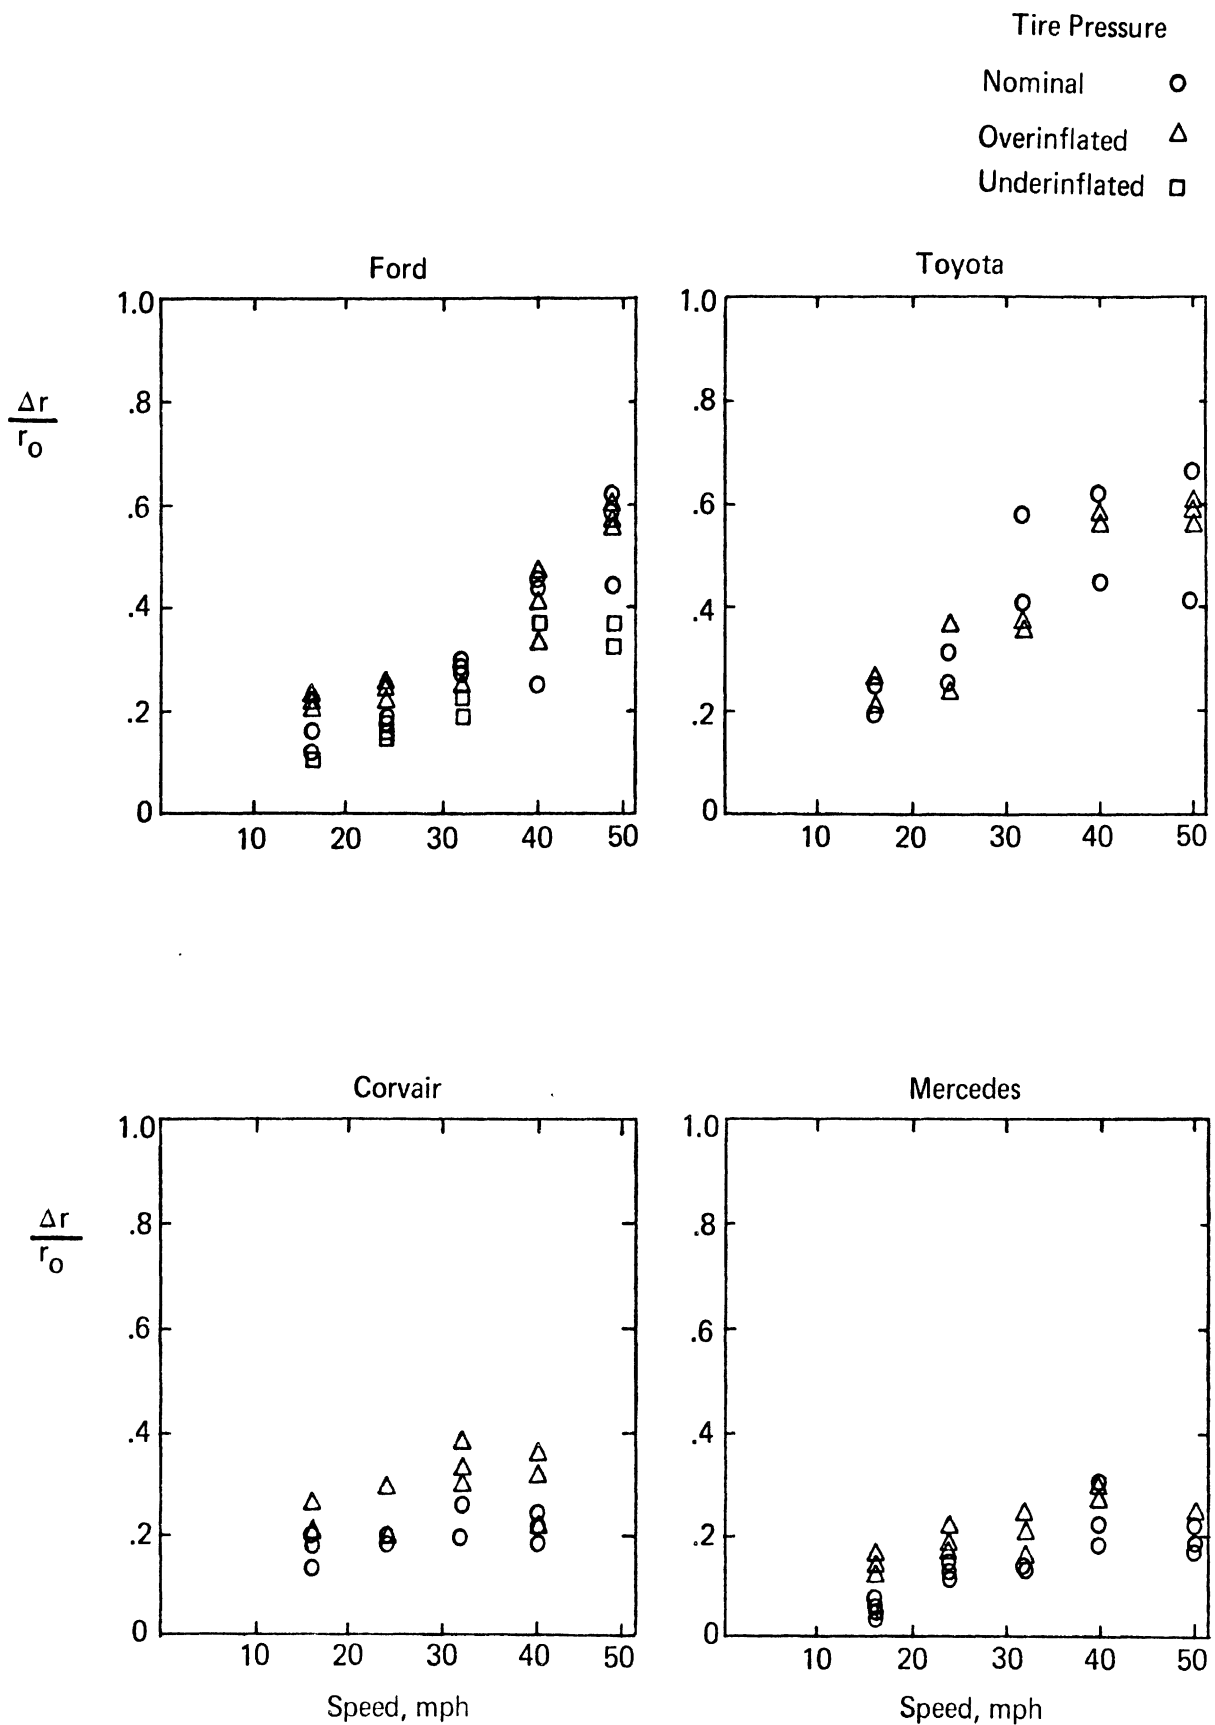 Tire Pressure
Nominal
Overinflated
Underinflated
Ford
1.0
.8
.6
.4
.2
0
10 20 30 40 50
Δr
r₀
Toyota
1.0
.8
.6
.4
.2
0
10 20 30 40 50
Corvair
1.0
.8
.6
.4
.2
0
10 20 30 40 50
Δr
r₀
Speed, mph
Mercedes
1.0
.8
.6
.4
.2
0
10 20 30 40 50
Speed, mph